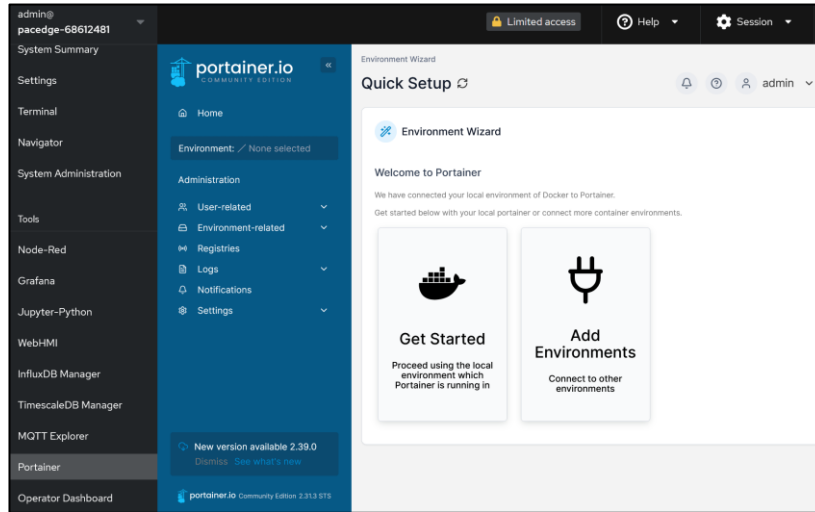 admin@
pacedge-68612481
Limited access
Help
Session
System Summary
Settings
Terminal
Navigator
System Administration
Tools
Node-Red
Grafana
Jupyter-Python
WebHMI
InfluxDB Manager
TimescaleDB Manager
MQTT Explorer
Portainer
Operator Dashboard
portainer.io
COMMUNITY EDITION
Home
Environment: None selected
Administration
User-related
Environment-related
Registries
Logs
Notifications
Settings
New version available 2.39.0
Dismiss See what's new
portainer.io Community Edition 2.31.3 STS
Environment Wizard
Quick Setup
admin
Environment Wizard
Welcome to Portainer
We have connected your local environment of Docker to Portainer.
Get started below with your local portainer or connect more container environments.
Get Started
Proceed using the local
environment which
Portainer is running in
Add
Environments
Connect to other
environments